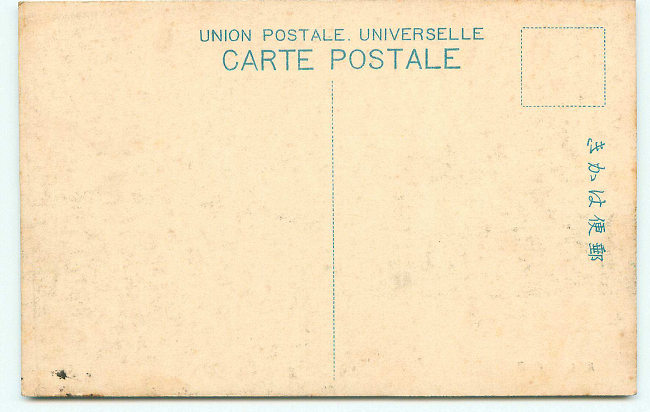 UNION POSTALE. UNIVERSELLE
CARTE POSTALE
きかは便郵